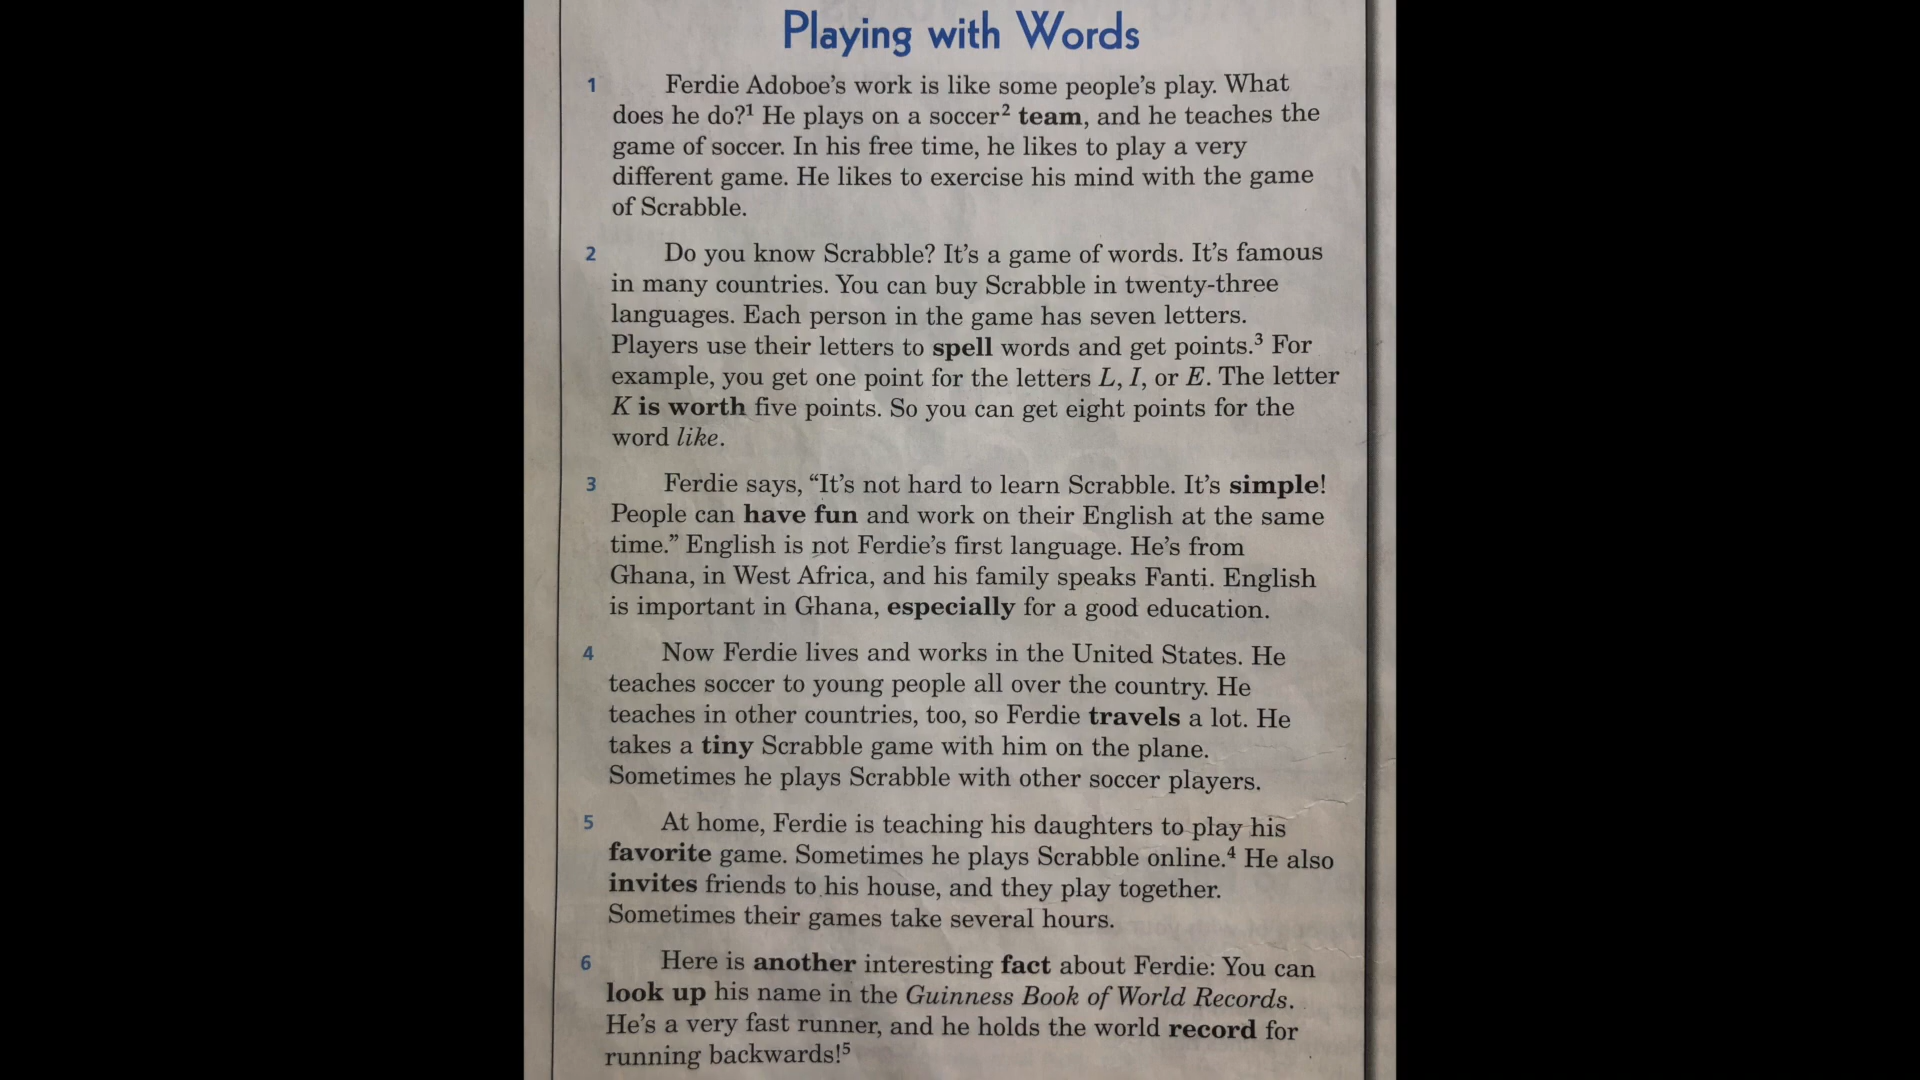 Playing with Words
1 Ferdie Adoboe's work is like some people's play. What
does he do?¹ He plays on a soccer² team, and he teaches the
game of soccer. In his free time, he likes to play a very
different game. He likes to exercise his mind with the game
of Scrabble.
2 Do you know Scrabble? It's a game of words. It's famous
in many countries. You can buy Scrabble in twenty-three
languages. Each person in the game has seven letters.
Players use their letters to spell words and get points.³ For
example, you get one point for the letters L, I, or E. The letter
K is worth five points. So you can get eight points for the
word like.
3 Ferdie says, “It's not hard to learn Scrabble. It's simple!
People can have fun and work on their English at the same
time.” English is not Ferdie's first language. He's from
Ghana, in West Africa, and his family speaks Fanti. English
is important in Ghana, especially for a good education.
4 Now Ferdie lives and works in the United States. He
teaches soccer to young people all over the country. He
teaches in other countries, too, so Ferdie travels a lot. He
takes a tiny Scrabble game with him on the plane.
Sometimes he plays Scrabble with other soccer players.
5 At home, Ferdie is teaching his daughters to play his
favorite game. Sometimes he plays Scrabble online.⁴ He also
invites friends to his house, and they play together.
Sometimes their games take several hours.
6 Here is another interesting fact about Ferdie: You can
look up his name in the Guinness Book of World Records.
He's a very fast runner, and he holds the world record for
running backwards!⁵